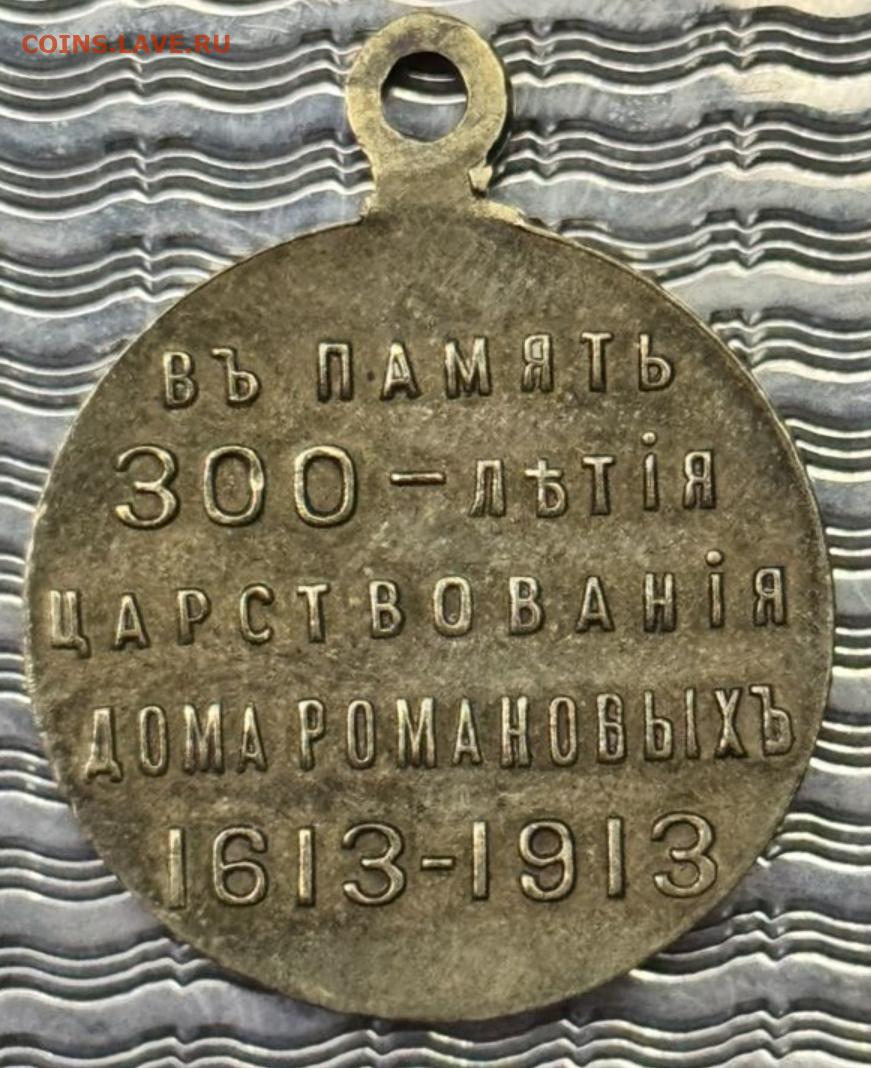 COINS.LAVE.RU
ВЪ ПАМЯТЬ
300-ЛѢТІЯ
ЦАРСТВОВАНІЯ
ДОМА РОМАНОВЫХЪ
1613-1913